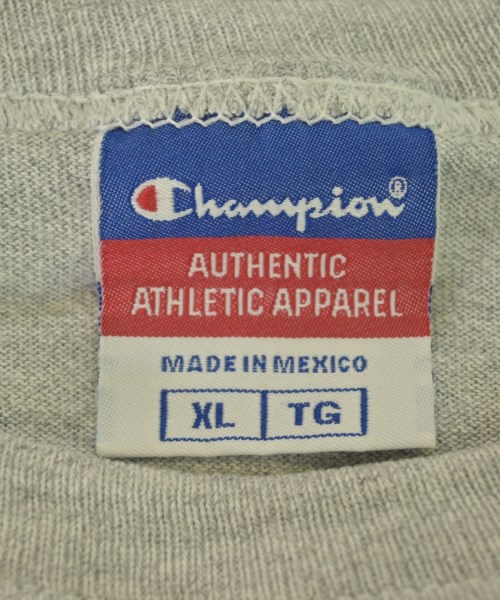 Champion®
AUTHENTIC
ATHLETIC APPAREL
MADE IN MEXICO
XL TG